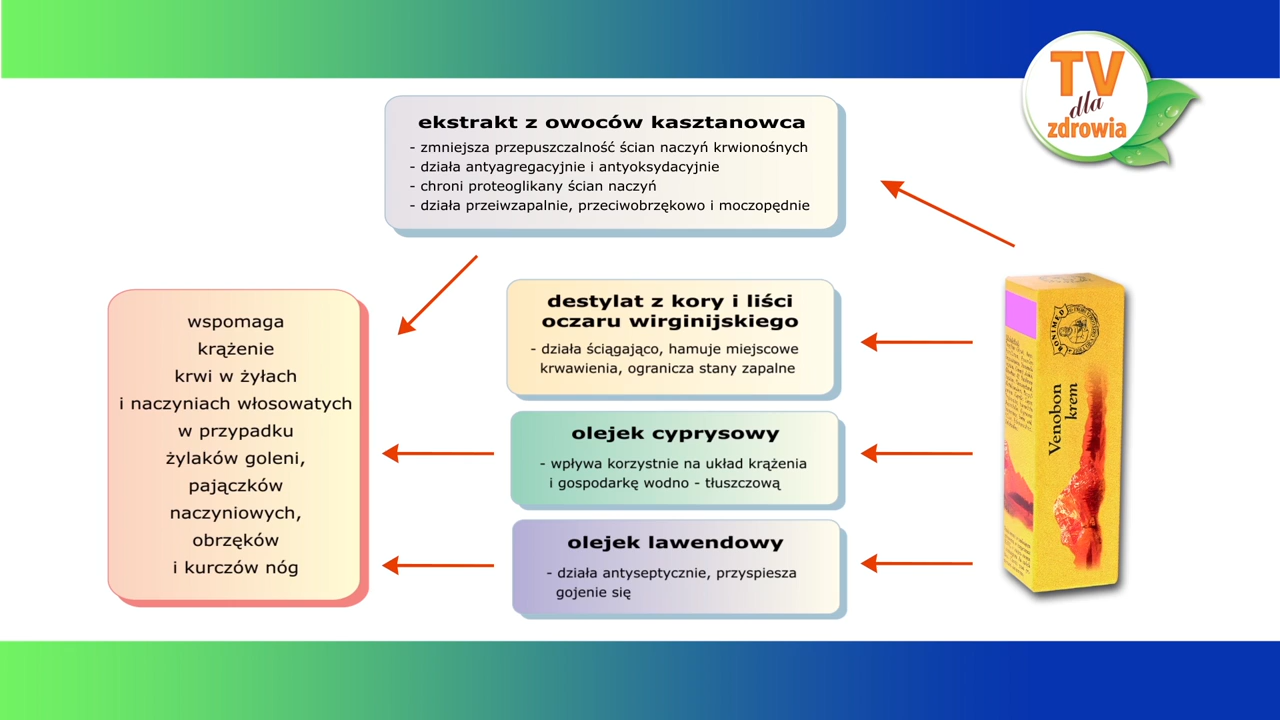 TV
dla
zdrowia
ekstrakt z owoców kasztanowca
- zmniejsza przepuszczalność ścian naczyń krwionośnych
- działa antyagregacyjnie i antyoksydacyjnie
- chroni proteoglikany ścian naczyń
- działa przeiwzapalnie, przeciwobrzękowo i moczopędnie
destylat z kory i liści
oczaru wirginijskiego
- działa ściągająco, hamuje miejscowe
krwawienia, ogranicza stany zapalne
olejek cyprysowy
- wpływa korzystnie na układ krążenia
i gospodarkę wodno - tłuszczową
olejek lawendowy
- działa antyseptycznie, przyspiesza
gojenie się
wspomaga
krążenie
krwi w żyłach
i naczyniach włosowatych
w przypadku
żylaków goleni,
pajączków
naczyniowych,
obrzęków
i kurczów nóg
BONIMED
Venobon
krem